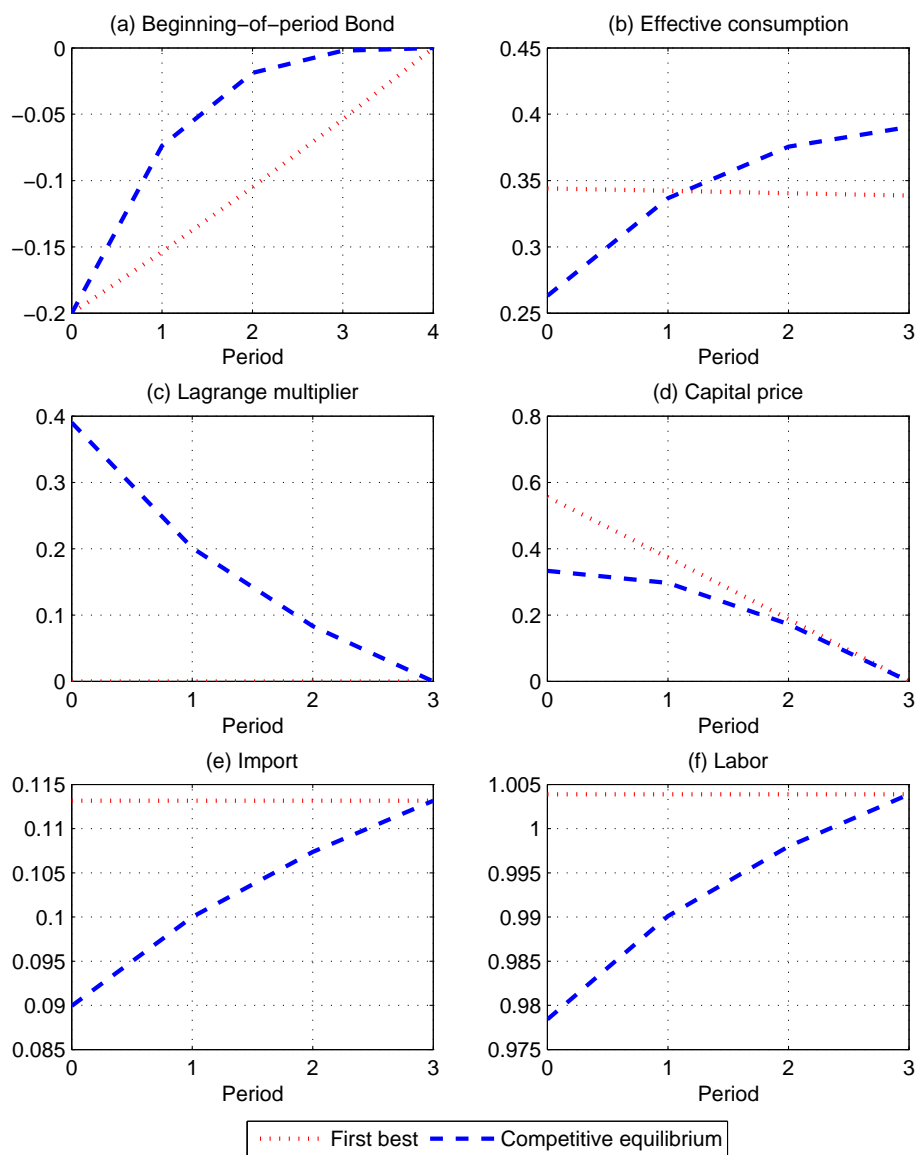 (a) Beginning−of−period Bond
0
−0.05
−0.1
−0.15
−0.2
0 1 2 3 4
Period
(b) Effective consumption
0.45
0.4
0.35
0.3
0.25
0 1 2 3
Period
(c) Lagrange multiplier
0.4
0.3
0.2
0.1
0
0 1 2 3
Period
(d) Capital price
0.8
0.6
0.4
0.2
0
0 1 2 3
Period
(e) Import
0.115
0.11
0.105
0.1
0.095
0.09
0.085
0 1 2 3
Period
(f) Labor
1.005
1
0.995
0.99
0.985
0.98
0.975
0 1 2 3
Period
First best Competitive equilibrium